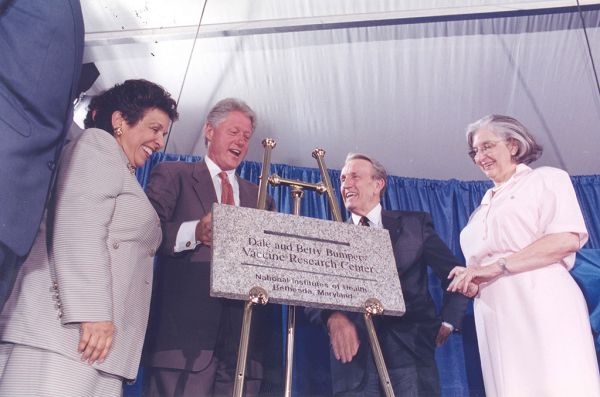 Dale and Betty Bumpers
Vaccine Research Center
National Institutes of Health
Bethesda, Maryland